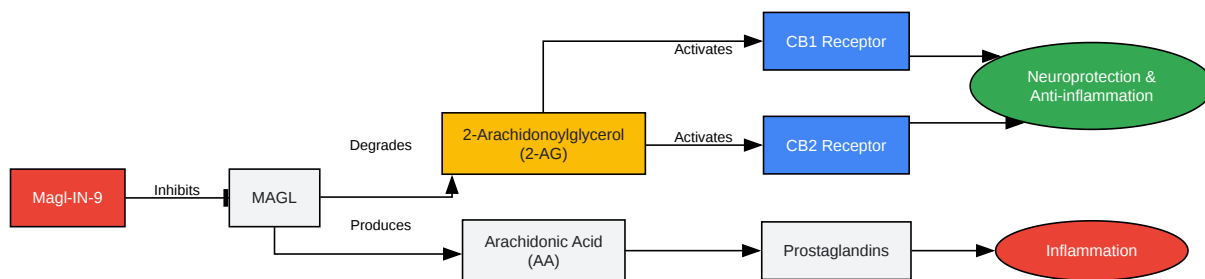 Activates
CB1 Receptor
Neuroprotection &
Anti-inflammation
2-Arachidonoylglycerol
(2-AG)
Degrades
Activates
CB2 Receptor
Magl-IN-9
Inhibits
MAGL
Produces
Arachidonic Acid
(AA)
Prostaglandins
Inflammation